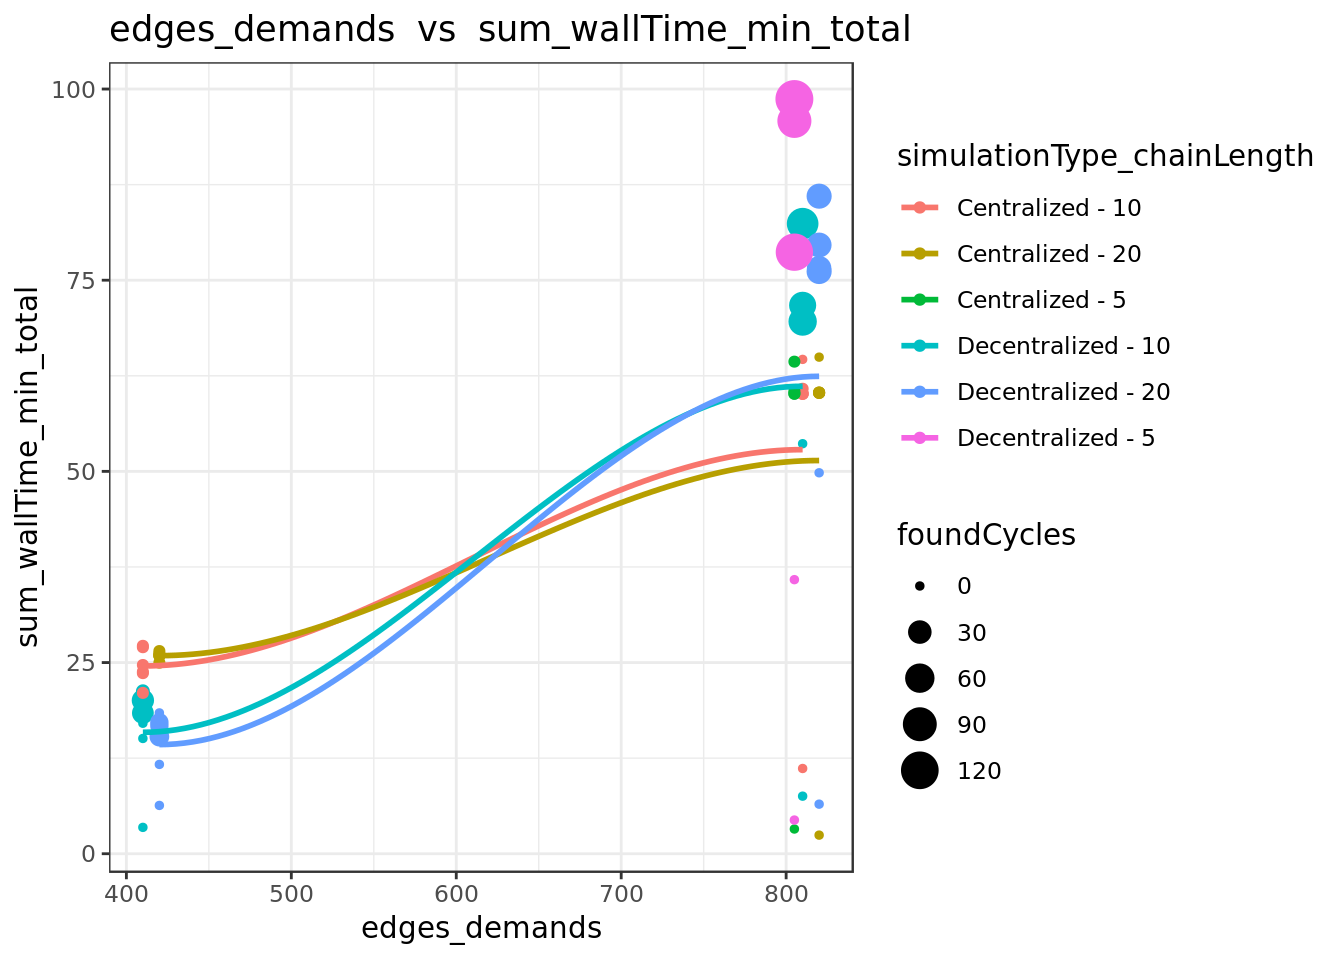 edges_demands  vs  sum_wallTime_min_total
sum_wallTime_min_total
100
75
50
25
0
400 500 600 700 800
edges_demands
simulationType_chainLength
Centralized - 10
Centralized - 20
Centralized - 5
Decentralized - 10
Decentralized - 20
Decentralized - 5
foundCycles
0
30
60
90
120